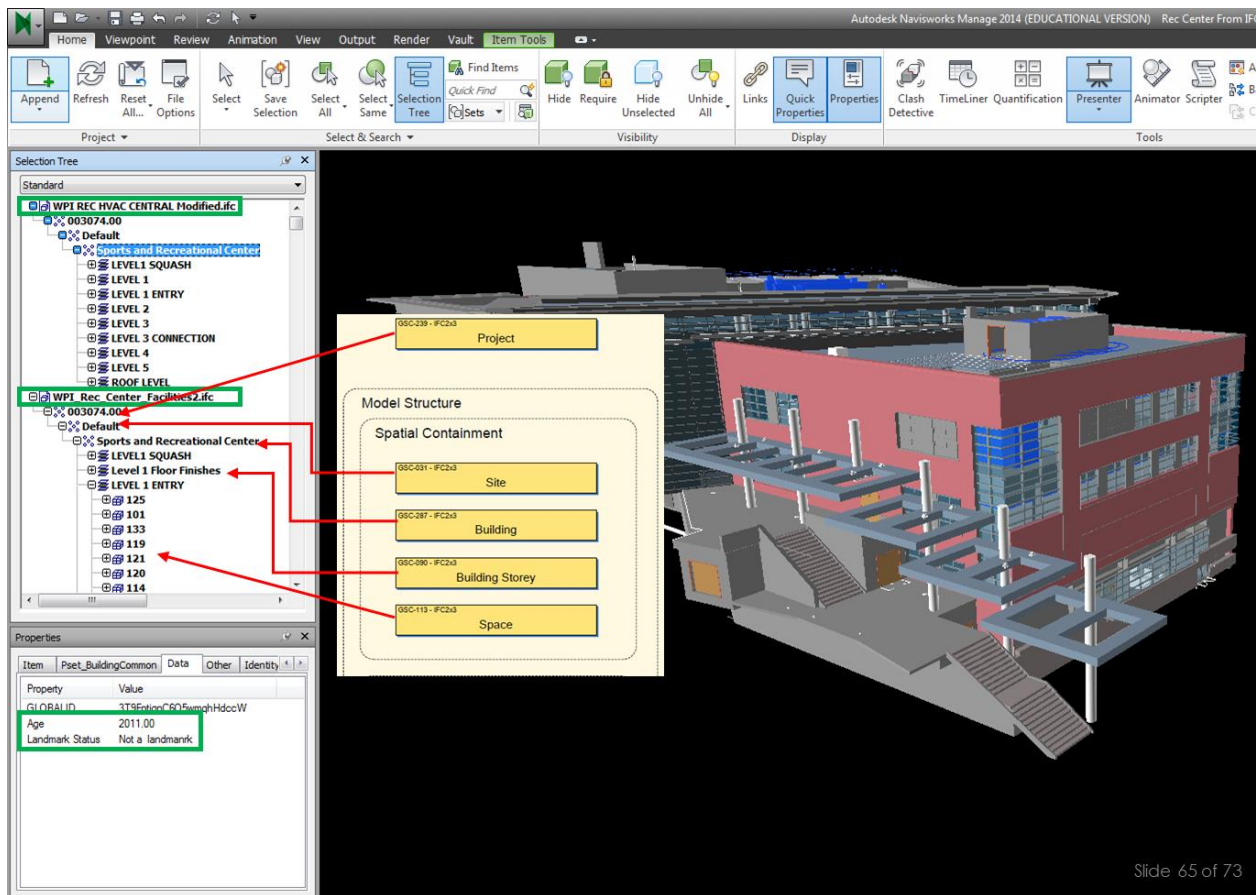 Autodesk Navisworks Manage 2014 (EDUCATIONAL VERSION) Rec Center From IFC
Home Viewpoint Review Animation View Output Render Vault Item Tools
Append
Refresh
Reset All...
File Options
Select
Save Selection
Select All
Select Same
Selection Tree
Find Items
Quick Find
Sets
Hide
Require
Hide Unselected
Unhide All
Links
Quick Properties
Properties
Clash Detective
TimeLiner
Quantification
Presenter
Animator
Scripter
Project
Select & Search
Visibility
Display
Tools
Selection Tree
Standard
WPI REC HVAC CENTRAL Modified.ifc
003074.00
Default
Sports and Recreational Center
LEVEL1 SQUASH
LEVEL 1
LEVEL 1 ENTRY
LEVEL 2
LEVEL 3
LEVEL 3 CONNECTION
LEVEL 4
LEVEL 5
ROOF LEVEL
WPI_Rec_Center_Facilities2.ifc
003074.00
Default
Sports and Recreational Center
LEVEL1 SQUASH
Level 1 Floor Finishes
LEVEL 1 ENTRY
125
101
133
119
121
120
114
GSC-239 - IFC2x3
Project
Model Structure
Spatial Containment
GSC-031 - IFC2x3
Site
GSC-287 - IFC2x3
Building
GSC-090 - IFC2x3
Building Storey
GSC-113 - IFC2x3
Space
Properties
Item Pset_BuildingCommon Data Other Identity
Property Value
GLOBALID
Age 2011.00
Landmark Status Not a landmanrk
Slide 65 of 73